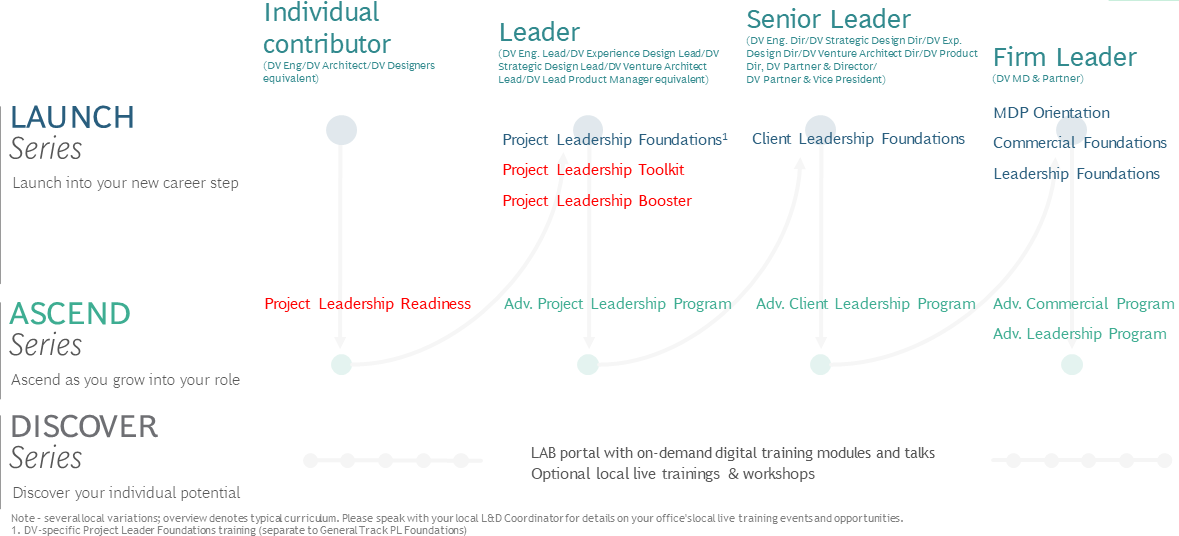 Individual
contributor
(DV Eng/DV Architect/DV Designers
equivalent)
Leader
(DV Eng. Lead/DV Experience Design Lead/DV
Strategic Design Lead/DV Venture Architect
Lead/DV Lead Product Manager equivalent)
Senior Leader
(DV Eng. Dir/DV Strategic Design Dir/DV Exp.
Design Dir/DV Venture Architect Dir/DV Product
Dir, DV Partner & Director/
DV Partner & Vice President)
Firm Leader
(DV MD & Partner)
LAUNCH
Series
Launch into your new career step
Project Leadership Foundations¹
Project Leadership Toolkit
Project Leadership Booster
Client Leadership Foundations
MDP Orientation
Commercial Foundations
Leadership Foundations
ASCEND
Series
Ascend as you grow into your role
Project Leadership Readiness
Adv. Project Leadership Program
Adv. Client Leadership Program
Adv. Commercial Program
Adv. Leadership Program
DISCOVER
Series
Discover your individual potential
LAB portal with on-demand digital training modules and talks
Optional local live trainings & workshops
Note - several local variations; overview denotes typical curriculum. Please speak with your local L&D Coordinator for details on your office's local live training events and opportunities.
1. DV-specific Project Leader Foundations training (separate to General Track PL Foundations)